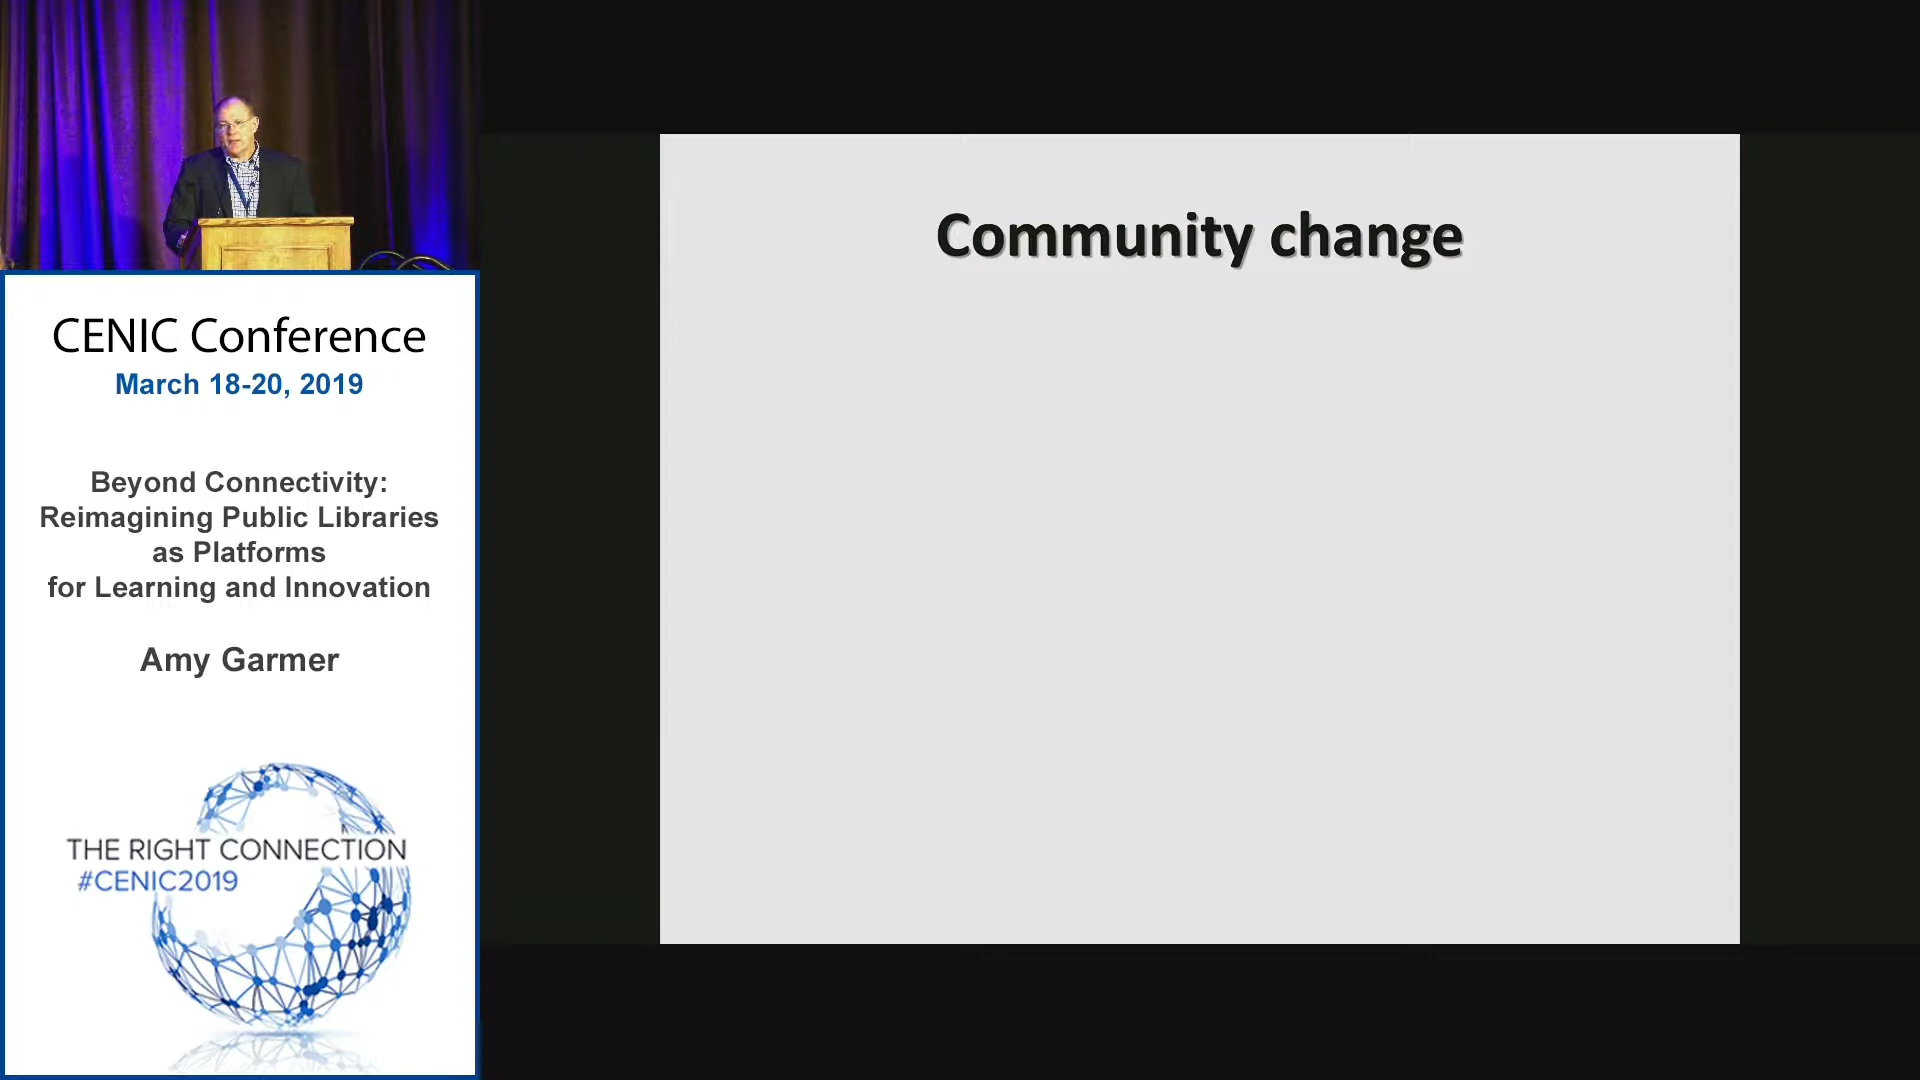 CENIC Conference
March 18-20, 2019
Beyond Connectivity:
Reimagining Public Libraries
as Platforms
for Learning and Innovation
Amy Garmer
THE RIGHT CONNECTION
#CENIC2019
Community change